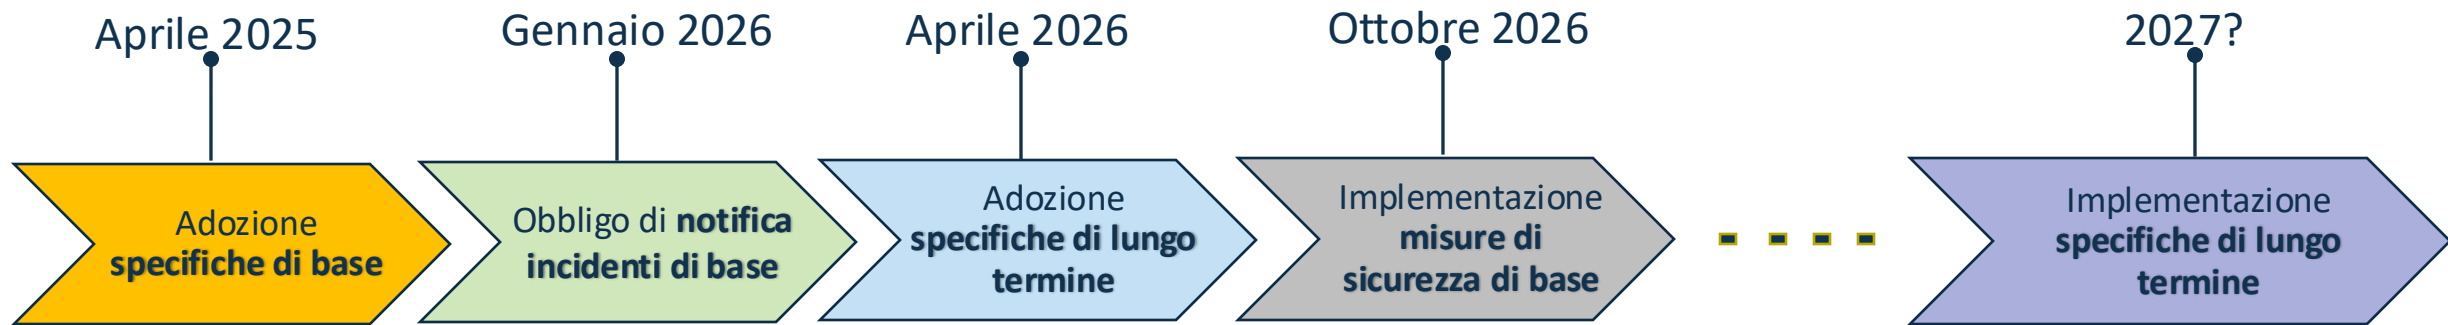 Aprile 2025
Gennaio 2026
Aprile 2026
Ottobre 2026
2027?
Adozione
specifiche di base
Obbligo di notifica
incidenti di base
Adozione
specifiche di lungo
termine
Implementazione
misure di
sicurezza di base
Implementazione
specifiche di lungo
termine